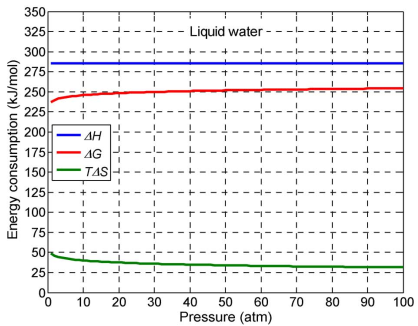 Liquid water
Energy consumption (kJ/mol)
350
325
300
275
250
225
200
175
150
125
100
75
50
25
0
ΔH
ΔG
TΔS
0 10 20 30 40 50 60 70 80 90 100
Pressure (atm)